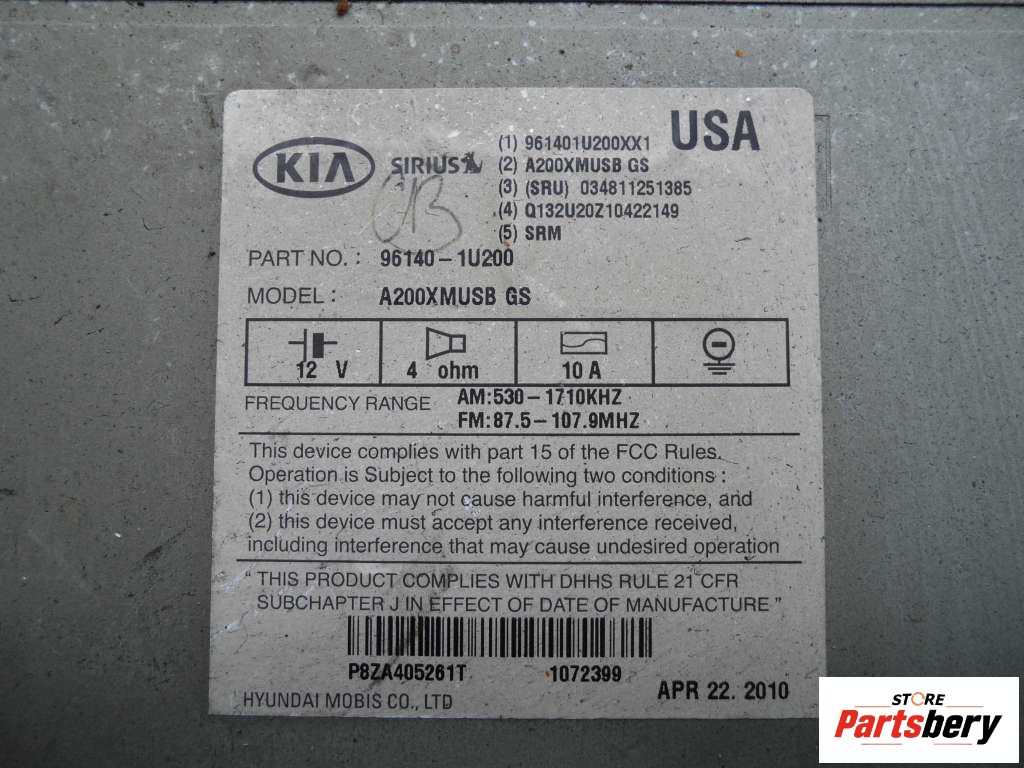 KIA
SIRIUS
USA
(1) 961401U200XX1
(2) A200XMUSB GS
(3) (SRU) 034811251385
(4) Q132U20Z10422149
(5) SRM
PART NO. : 96140-1U200
MODEL : A200XMUSB GS
12 V
4 ohm
10 A
FREQUENCY RANGE AM:530-1710KHZ
FM:87.5-107.9MHZ
This device complies with part 15 of the FCC Rules.
Operation is Subject to the following two conditions :
(1) this device may not cause harmful interference, and
(2) this device must accept any interference received,
including interference that may cause undesired operation
“ THIS PRODUCT COMPLIES WITH DHHS RULE 21 CFR
SUBCHAPTER J IN EFFECT OF DATE OF MANUFACTURE ”
P8ZA405261T 1072399
HYUNDAI MOBIS CO., LTD
APR 22. 2010
STORE
Partsbery